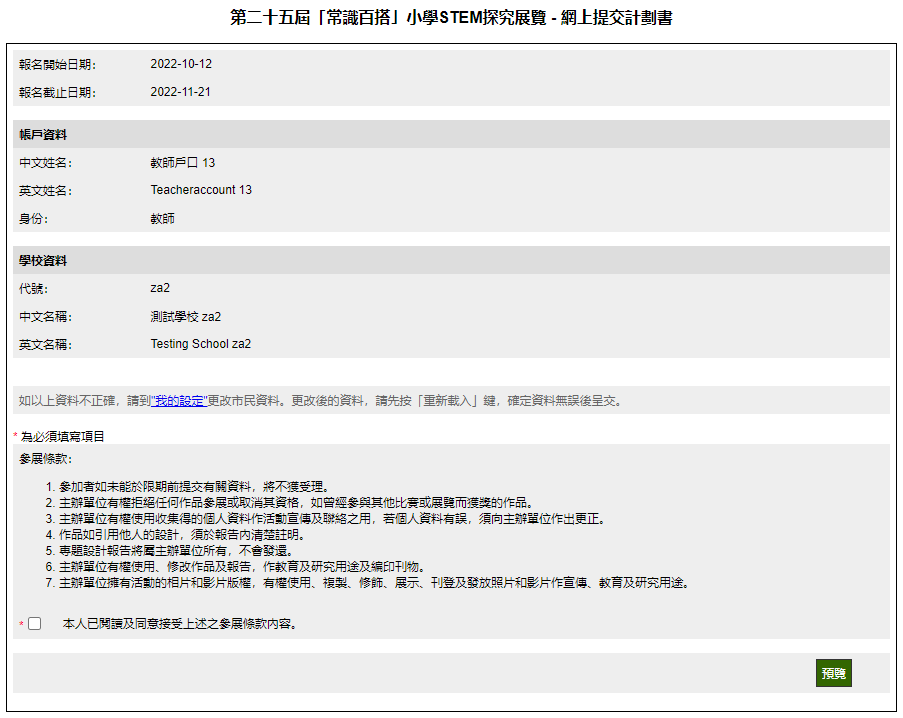 第二十五屆「常識百搭」小學STEM探究展覽 - 網上提交計劃書
報名開始日期： 2022-10-12
報名截止日期： 2022-11-21
帳戶資料
中文姓名： 教師戶口 13
英文姓名： Teacheraccount 13
身份： 教師
學校資料
代號： za2
中文名稱： 測試學校 za2
英文名稱： Testing School za2
如以上資料不正確，請到"我的設定"更改市民資料。更改後的資料，請先按「重新載入」鍵，確定資料無誤後呈交。
* 為必須填寫項目
參展條款：
1. 參加者如未能於限期前提交有關資料，將不獲受理。
2. 主辦單位有權拒絕任何作品參展或取消其資格，如曾經參與其他比賽或展覽而獲獎的作品。
3. 主辦單位有權使用收集得的個人資料作活動宣傳及聯絡之用，若個人資料有誤，須向主辦單位作出更正。
4. 作品如引用他人的設計，須於報告內清楚註明。
5. 專題設計報告將屬主辦單位所有，不會發還。
6. 主辦單位有權使用、修改作品及報告，作教育及研究用途及編印刊物。
7. 主辦單位擁有活動的相片和影片版權，有權使用、複製、修飾、展示、刊登及發放照片和影片作宣傳、教育及研究用途。
* 本人已閱讀及同意接受上述之參展條款內容。
預覽